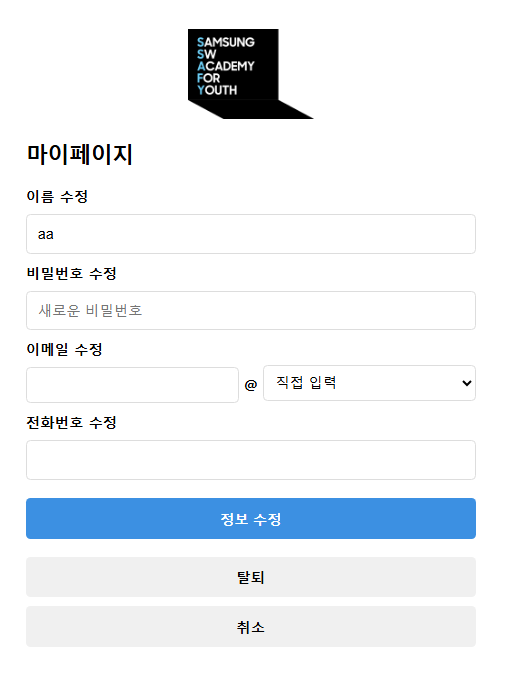 SAMSUNG
SW
ACADEMY
FOR
YOUTH
마이페이지
이름 수정
aa
비밀번호 수정
새로운 비밀번호
이메일 수정
@ 직접 입력
전화번호 수정
정보 수정
탈퇴
취소